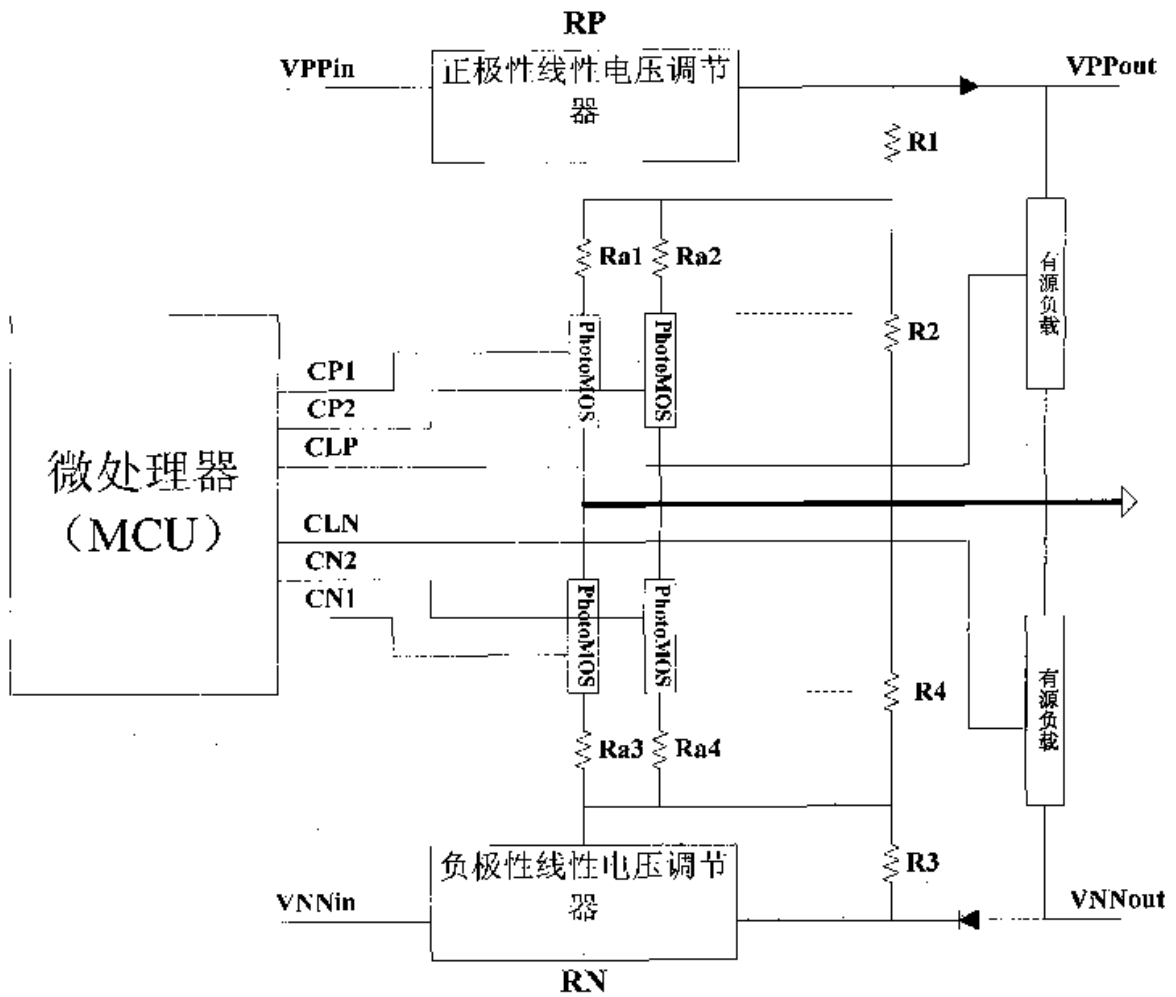 RP
VPPin
正极性线性电压调节
器
VPPout
R1
Ra1
Ra2
有源负载
PhotoMOS
PhotoMOS
R2
CP1
CP2
CLP
微处理器
（MCU）
CLN
CN2
CN1
PhotoMOS
PhotoMOS
R4
有源负载
Ra3
Ra4
负极性线性电压调节
器
R3
VNNin
VNNout
RN